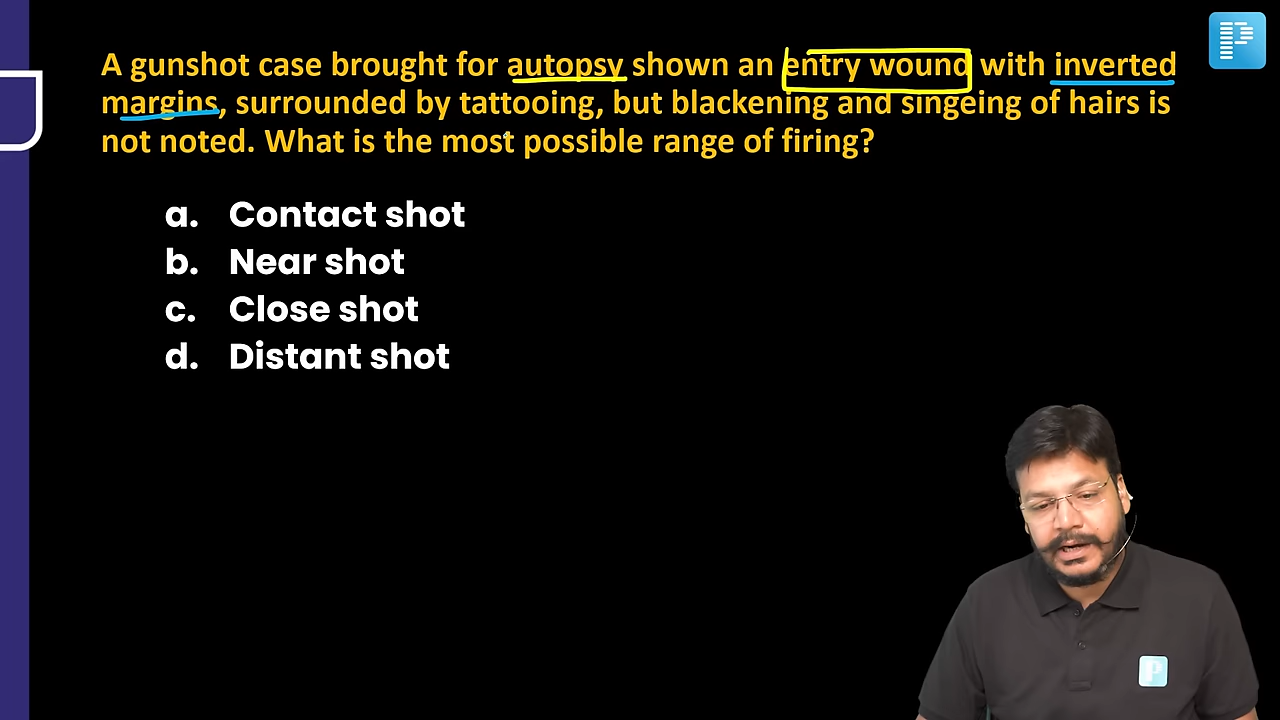 A gunshot case brought for autopsy shown an entry wound with inverted
margins, surrounded by tattooing, but blackening and singeing of hairs is
not noted. What is the most possible range of firing?
a. Contact shot
b. Near shot
c. Close shot
d. Distant shot